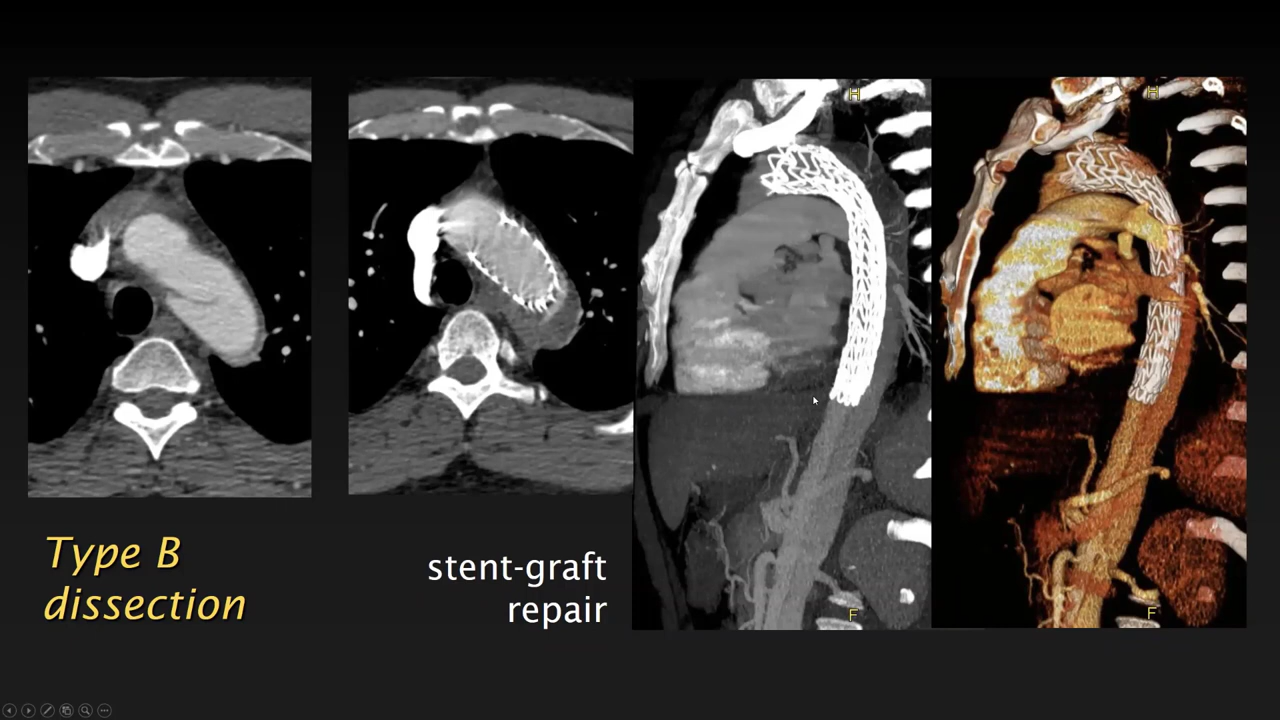 H
H
Type B
dissection
stent-graft
repair
F
F